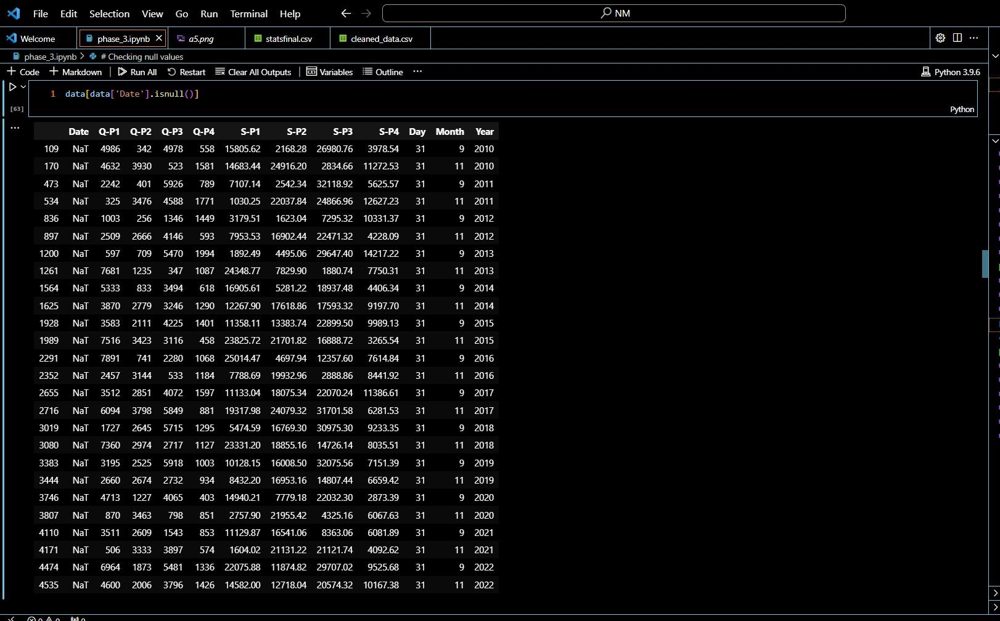 File Edit Selection View Go Run Terminal Help NM
Welcome phase_3.ipynb a5.png statsfinal.csv cleaned_data.csv
phase_3.ipynb > # Checking null values
Code Markdown Run All Restart Clear All Outputs Variables Outline ... Python 3.9.6
1 data[data['Date'].isnull()]
[63] Python
Date Q-P1 Q-P2 Q-P3 Q-P4 S-P1 S-P2 S-P3 S-P4 Day Month Year
109 NaT 4986 342 4978 558 15805.62 2168.28 26980.76 3978.54 31 9 2010
170 NaT 4632 3930 523 1581 14683.44 24916.20 2834.66 11272.53 31 11 2010
473 NaT 2242 401 5926 789 7107.14 2542.34 32118.92 5625.57 31 9 2011
534 NaT 325 3476 4588 1771 1030.25 22037.84 24866.96 12627.23 31 11 2011
836 NaT 1003 256 1346 1449 3179.51 1623.04 7295.32 10331.37 31 9 2012
897 NaT 2509 2666 4146 593 7953.53 16902.44 22471.32 4228.09 31 11 2012
1200 NaT 597 709 5470 1994 1892.49 4495.06 29647.40 14217.22 31 9 2013
1261 NaT 7681 1235 347 1087 24348.77 7829.90 1880.74 7750.31 31 11 2013
1564 NaT 5333 833 3494 618 16905.61 5281.22 18937.48 4406.34 31 9 2014
1625 NaT 3870 2779 3246 1290 12267.90 17618.86 17593.32 9197.70 31 11 2014
1928 NaT 3583 2111 4225 1401 11358.11 13383.74 22899.50 9989.13 31 9 2015
1989 NaT 7516 3423 3116 458 23825.72 21701.82 16888.72 3265.54 31 11 2015
2291 NaT 7891 741 2280 1068 25014.47 4697.94 12357.60 7614.84 31 9 2016
2352 NaT 2457 3144 533 1184 7788.69 19932.96 2888.86 8441.92 31 11 2016
2655 NaT 3512 2851 4072 1597 11133.04 18075.34 22070.24 11386.61 31 9 2017
2716 NaT 6094 3798 5849 881 19317.98 24079.32 31701.58 6281.53 31 11 2017
3019 NaT 1727 2645 5715 1295 5474.59 16769.30 30975.30 9233.35 31 9 2018
3080 NaT 7360 2974 2717 1127 23331.20 18855.16 14726.14 8035.51 31 11 2018
3383 NaT 3195 2525 5918 1003 10128.15 16008.50 32075.56 7151.39 31 9 2019
3444 NaT 2660 2674 2732 934 8432.20 16953.16 14807.44 6659.42 31 11 2019
3746 NaT 4713 1227 4065 403 14940.21 7779.18 22032.30 2873.39 31 9 2020
3807 NaT 870 3463 798 851 2757.90 21955.42 4325.16 6067.63 31 11 2020
4110 NaT 3511 2609 1543 853 11129.87 16541.06 8363.06 6081.89 31 9 2021
4171 NaT 506 3333 3897 574 1604.02 21131.22 21121.74 4092.62 31 11 2021
4474 NaT 6964 1873 5481 1336 22075.88 11874.82 29707.02 9525.68 31 9 2022
4535 NaT 4600 2006 3796 1426 14582.00 12718.04 20574.32 10167.38 31 11 2022